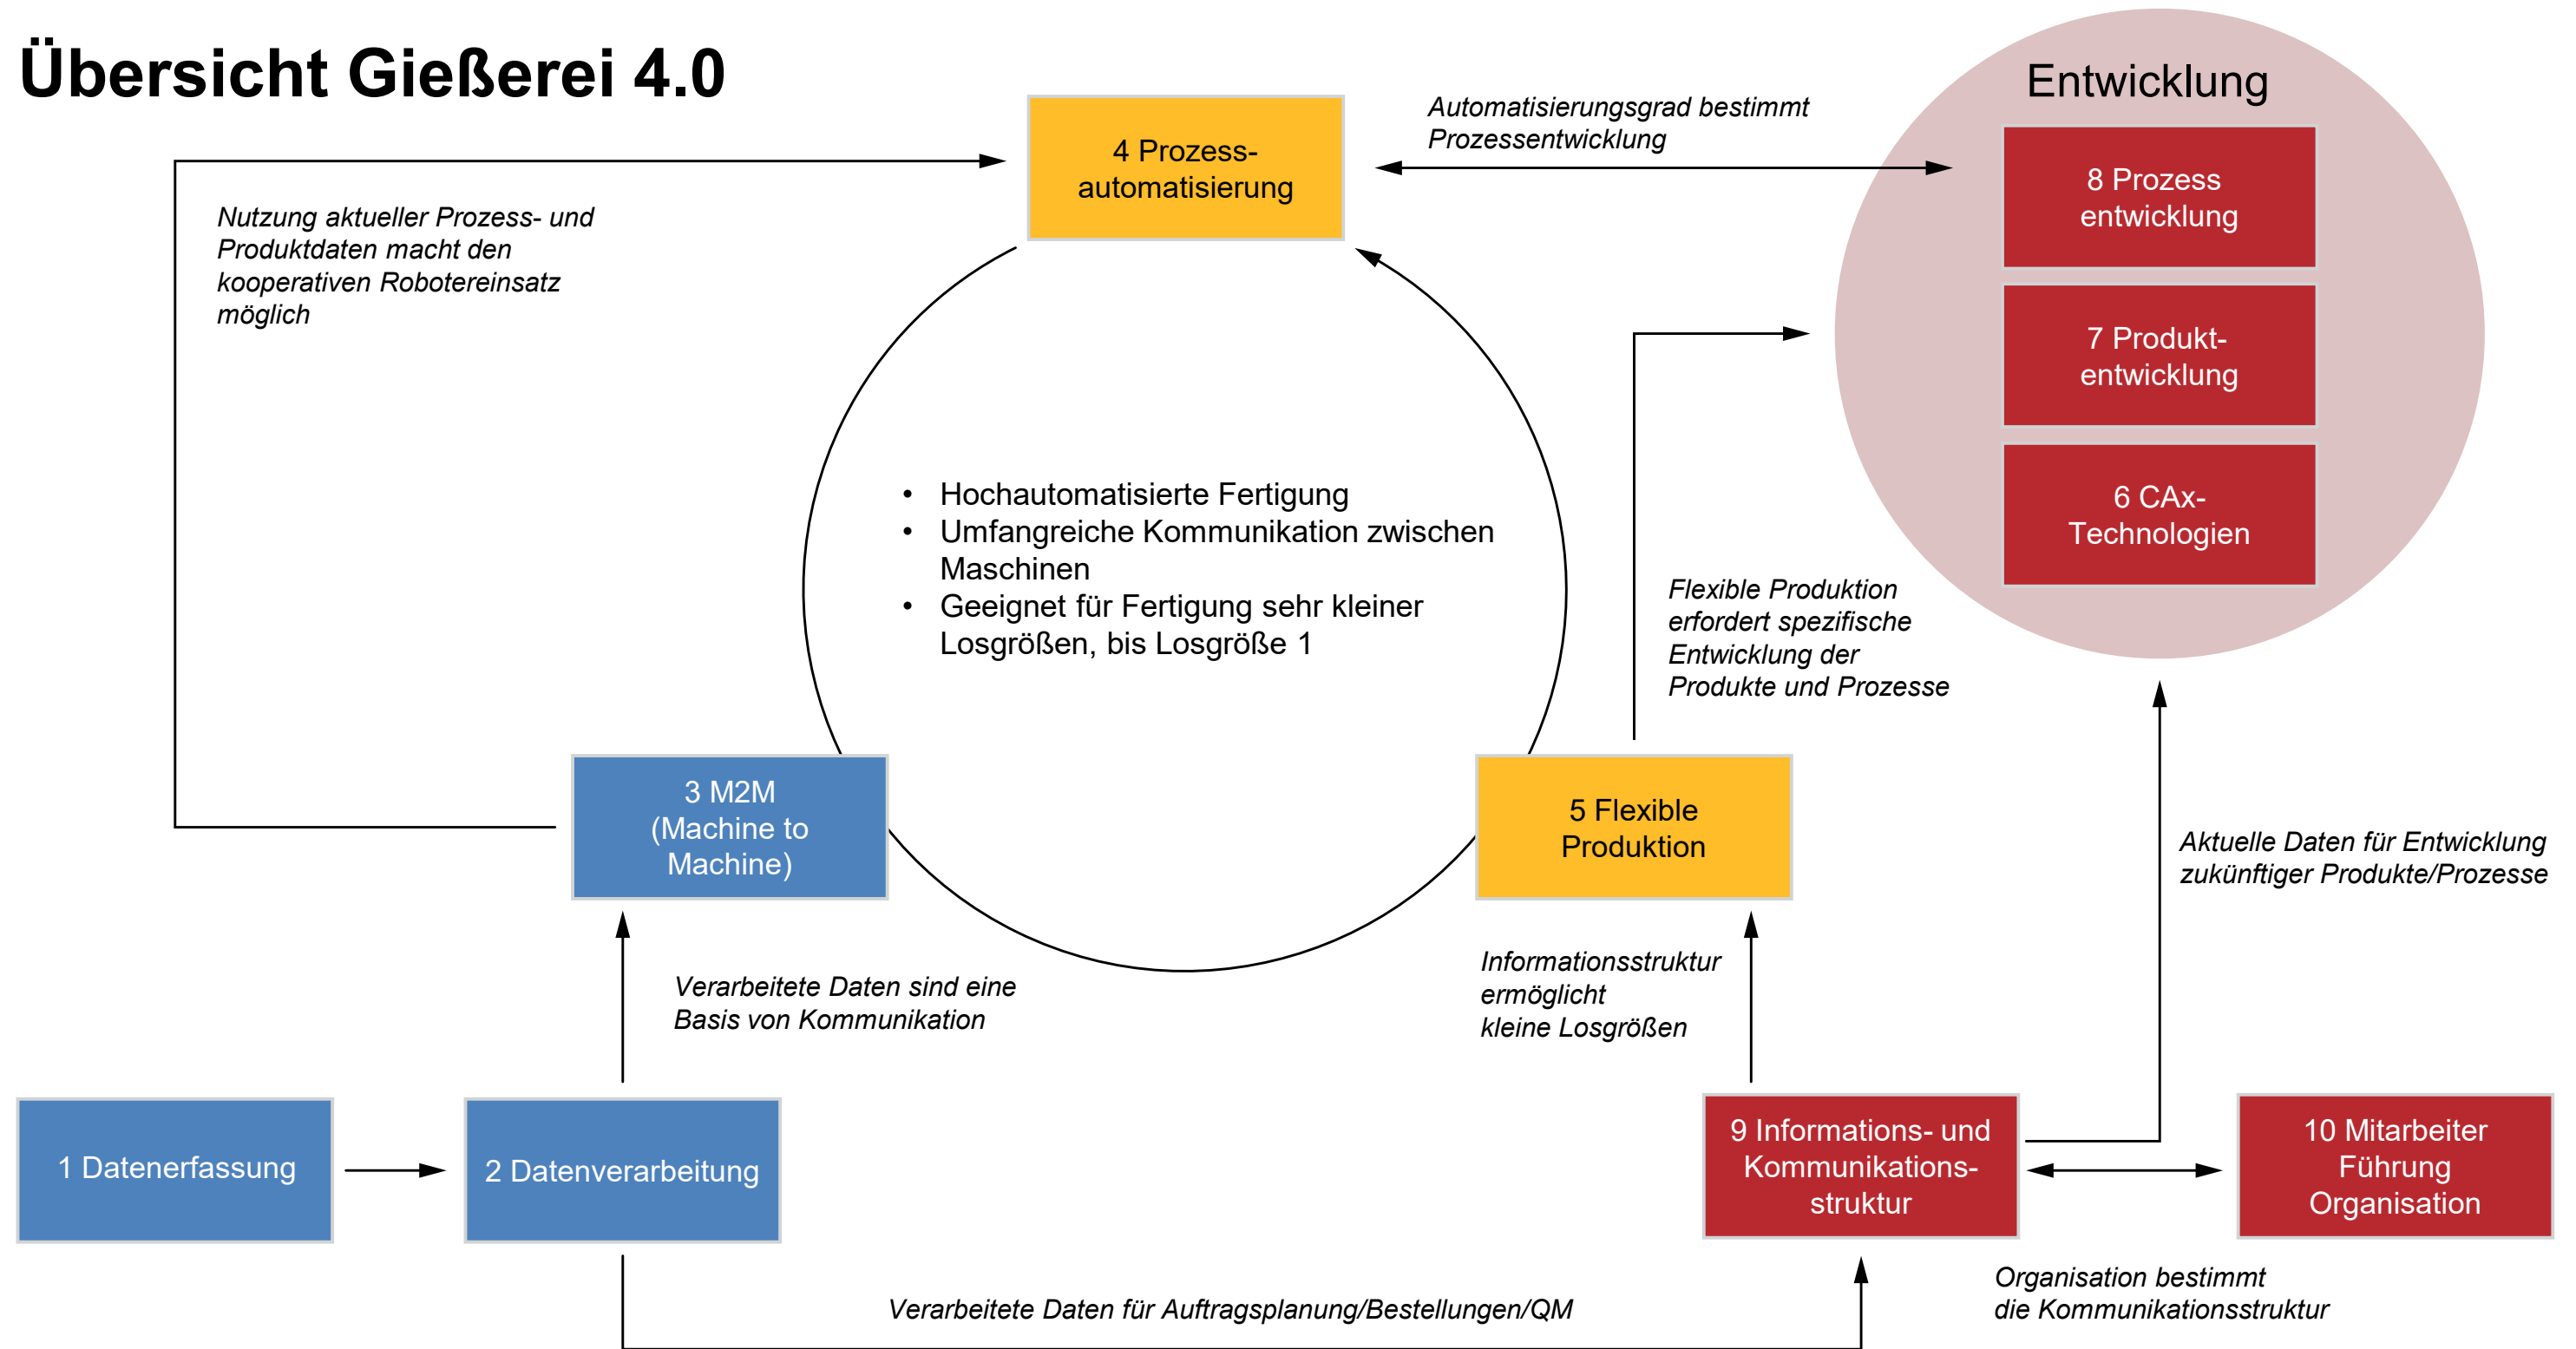 Übersicht Gießerei 4.0
Entwicklung
4 Prozess-
automatisierung
Automatisierungsgrad bestimmt
Prozessentwicklung
8 Prozess
entwicklung
Nutzung aktueller Prozess- und
Produktdaten macht den
kooperativen Robotereinsatz
möglich
7 Produkt-
entwicklung
6 CAx-
Technologien
• Hochautomatisierte Fertigung
• Umfangreiche Kommunikation zwischen
Maschinen
• Geeignet für Fertigung sehr kleiner
Losgrößen, bis Losgröße 1
Flexible Produktion
erfordert spezifische
Entwicklung der
Produkte und Prozesse
3 M2M
(Machine to
Machine)
5 Flexible
Produktion
Aktuelle Daten für Entwicklung
zukünftiger Produkte/Prozesse
Verarbeitete Daten sind eine
Basis von Kommunikation
Informationsstruktur
ermöglicht
kleine Losgrößen
1 Datenerfassung
2 Datenverarbeitung
9 Informations- und
Kommunikations-
struktur
10 Mitarbeiter
Führung
Organisation
Verarbeitete Daten für Auftragsplanung/Bestellungen/QM
Organisation bestimmt
die Kommunikationsstruktur